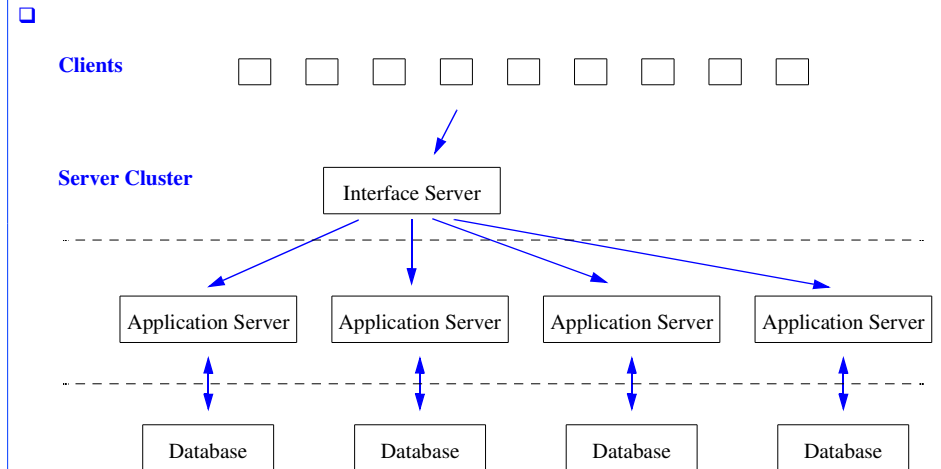 Clients
Server Cluster
Interface Server
Application Server
Application Server
Application Server
Application Server
Database
Database
Database
Database